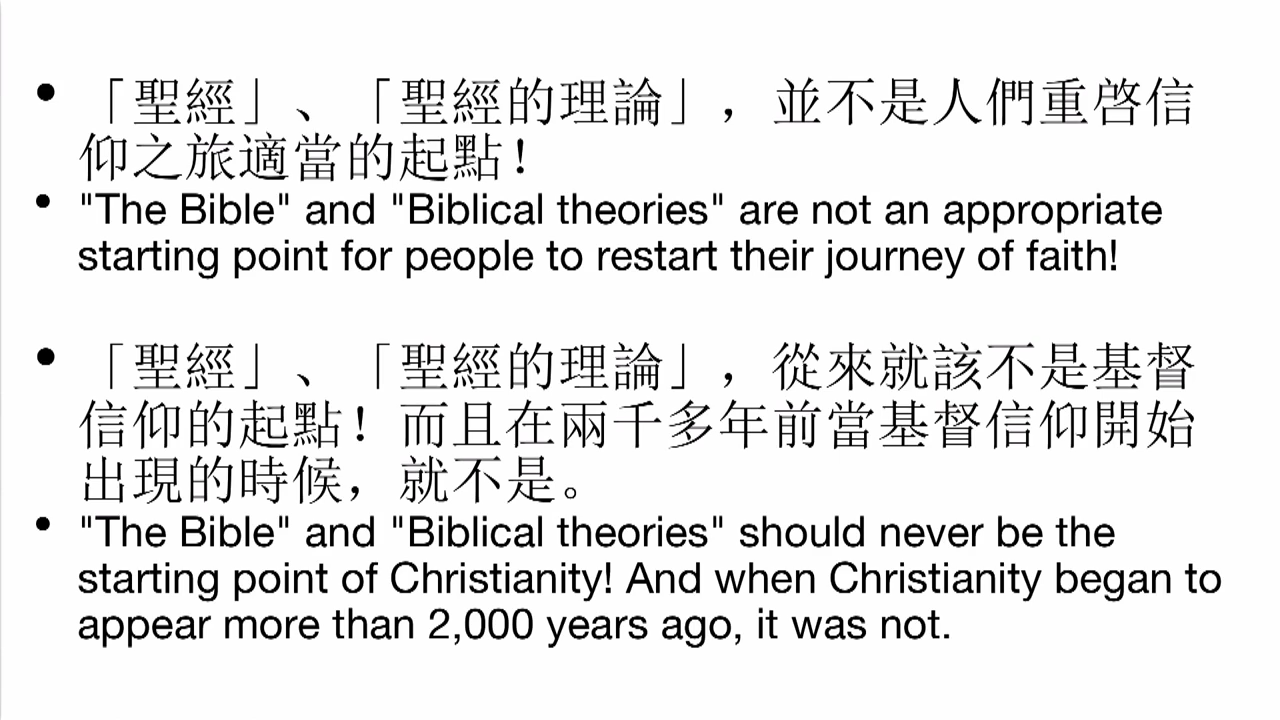 • 「聖經」、「聖經的理論」，並不是人們重啓信
仰之旅適當的起點！
• "The Bible" and "Biblical theories" are not an appropriate
starting point for people to restart their journey of faith!
• 「聖經」、「聖經的理論」，從來就該不是基督
信仰的起點！而且在兩千多年前當基督信仰開始
出現的時候，就不是。
• "The Bible" and "Biblical theories" should never be the
starting point of Christianity! And when Christianity began to
appear more than 2,000 years ago, it was not.